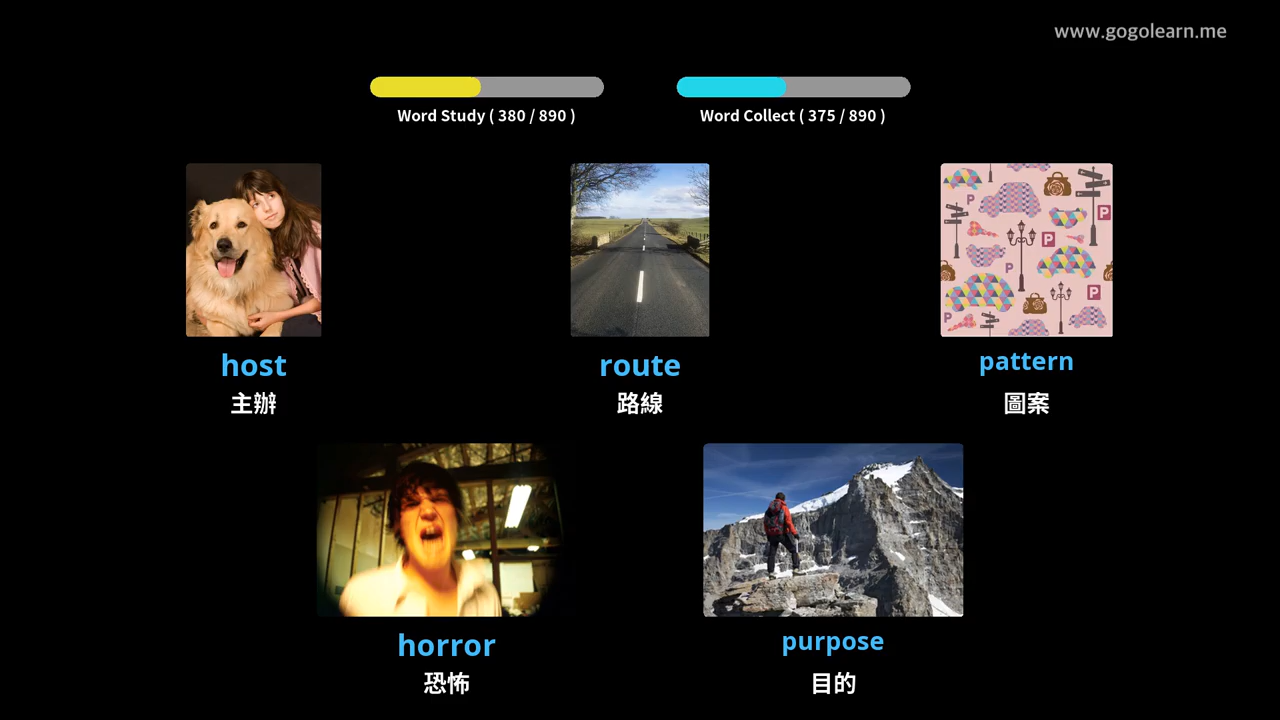 www.gogolearn.me
Word Study ( 380 / 890 )
Word Collect ( 375 / 890 )
host
主辦
route
路線
pattern
圖案
horror
恐怖
purpose
目的